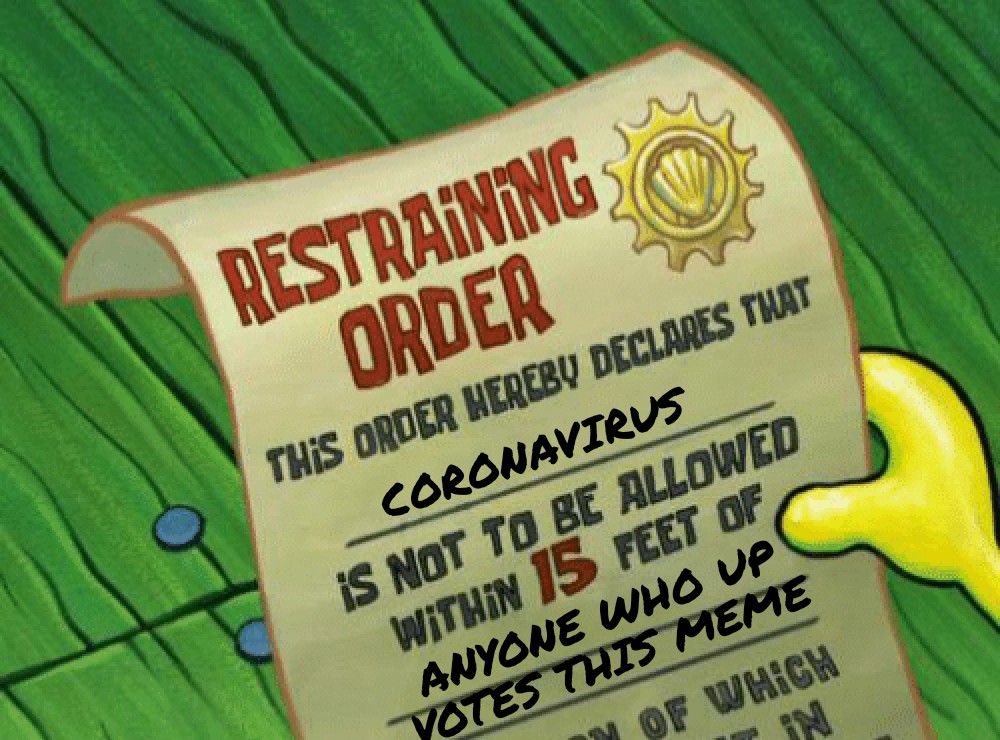 RESTRAINING
ORDER
THIS ORDER HEREBY DECLARES THAT
CORONAVIRUS
IS NOT TO BE ALLOWED
WITHIN 15 FEET OF
ANYONE WHO UP
VOTES THIS MEME
OF WHICH
IN